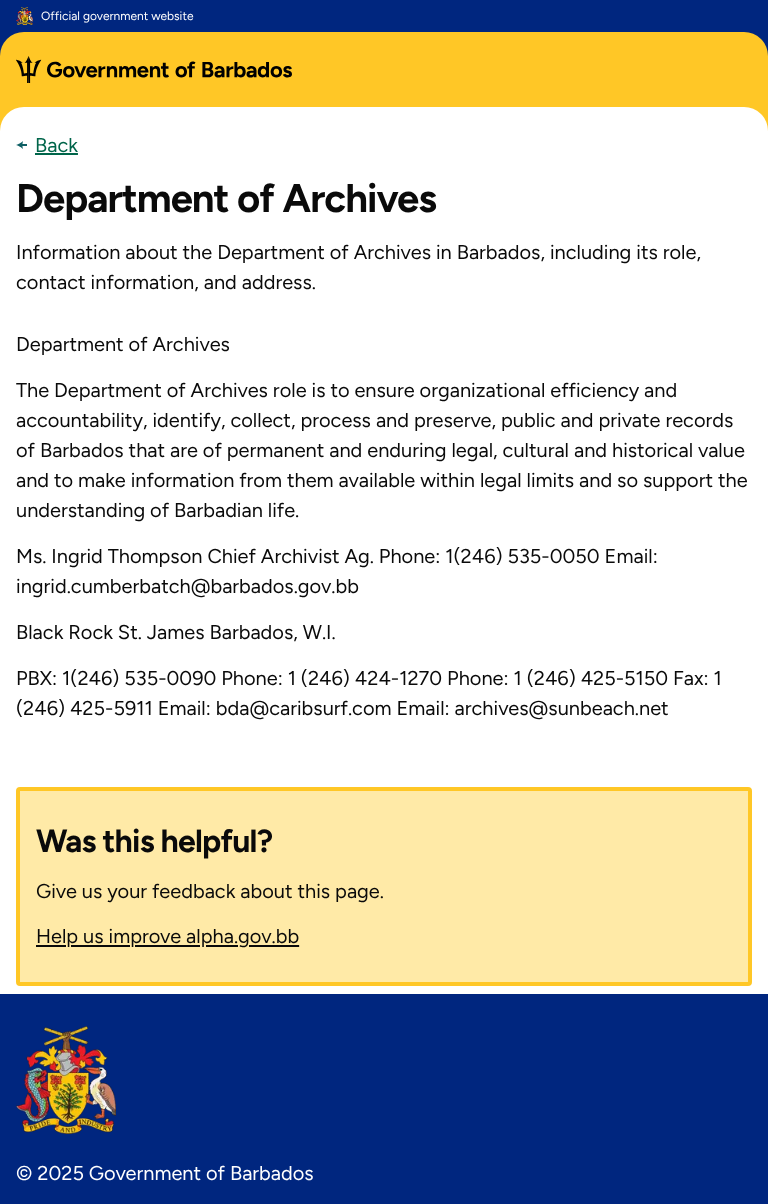 Official government website
Government of Barbados
Back
Department of Archives
Information about the Department of Archives in Barbados, including its role,
contact information, and address.
Department of Archives
The Department of Archives role is to ensure organizational efficiency and
accountability, identify, collect, process and preserve, public and private records
of Barbados that are of permanent and enduring legal, cultural and historical value
and to make information from them available within legal limits and so support the
understanding of Barbadian life.
Ms. Ingrid Thompson Chief Archivist Ag. Phone: 1(246) 535-0050 Email:
ingrid.cumberbatch@barbados.gov.bb
Black Rock St. James Barbados, W.I.
PBX: 1(246) 535-0090 Phone: 1 (246) 424-1270 Phone: 1 (246) 425-5150 Fax: 1
(246) 425-5911 Email: bda@caribsurf.com Email: archives@sunbeach.net
Was this helpful?
Give us your feedback about this page.
Help us improve alpha.gov.bb
PRIDE AND INDUSTRY
© 2025 Government of Barbados